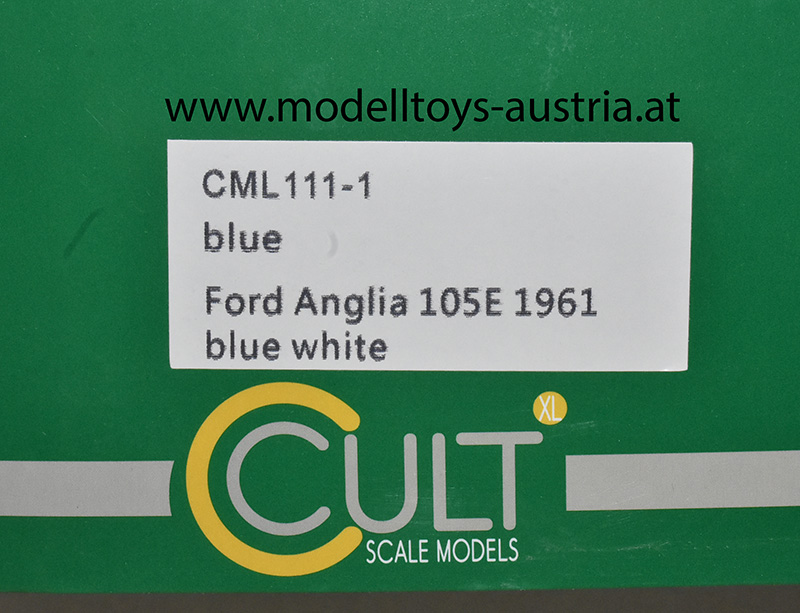 www.modelltoys-austria.at
CML111-1
blue
Ford Anglia 105E 1961
blue white
CULT XL
SCALE MODELS